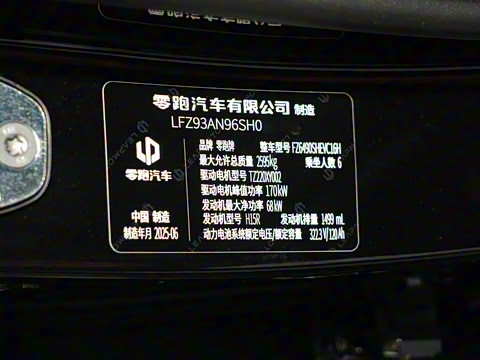 零跑汽车有限公司 制造
LFZ93AN96SH0
品牌 零跑牌 整车型号 FZ6490SHEVC16H
最大允许总质量 2595kg 乘坐人数 6
驱动电机型号 TZ220XY002
驱动电机峰值功率 170kW
发动机最大净功率 68kW
发动机型号 H15R 发动机排量 1499 mL
动力电池系统额定电压/额定容量 322.3 V/120Ah
零跑汽车
中国 制造
制造年月 2025-06